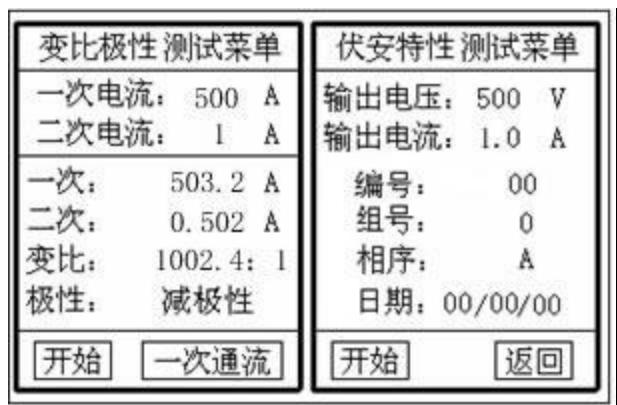 变比极性测试菜单
一次电流： 500 A
二次电流： 1 A
一次： 503.2 A
二次： 0.502 A
变比： 1002.4：1
极性： 减极性
开始 一次通流
伏安特性测试菜单
输出电压： 500 V
输出电流： 1.0 A
编号： 00
组号： 0
相序： A
日期： 00/00/00
开始 返回